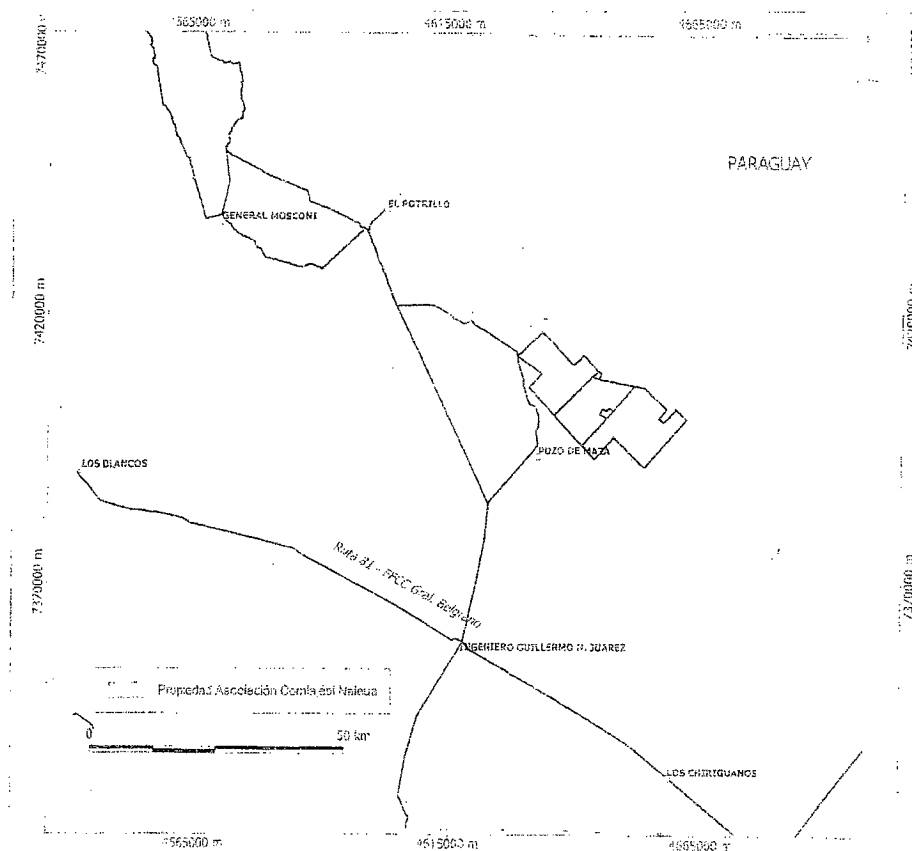 4565000 m 4615000 m 4665000 m
7470000 m
PARAGUAY
EL POTRILLO
GENERAL MOSCONI
7420000 m
POZO DE MAZA
LOS BLANCOS
Ruta 81 - FFCC Gral. Belgrano
7370000 m
7370000 m
INGENIERO GUILLERMO N. JUAREZ
Propiedad Asociación
0 50 km
LOS CHIRIGUANOS
4565000 m 4615000 m 4665000 m